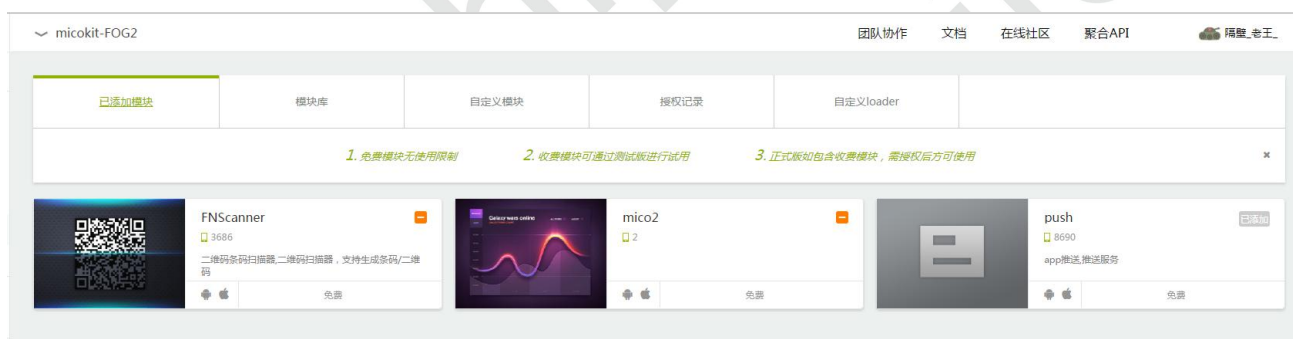 micokit-FOG2 团队协作 文档 在线社区 聚合API 隔壁_老王_
已添加模块 模块库 自定义模块 授权记录 自定义loader
1. 免费模块无使用限制 2. 收费模块可通过测试版进行试用 3. 正式版如包含收费模块，需授权后方可使用
FNScanner
3686
二维码条码扫描器,二维码扫描器，支持生成条码/二维
码
免费
mico2
2
免费
push 已添加
8690
app推送,推送服务
免费